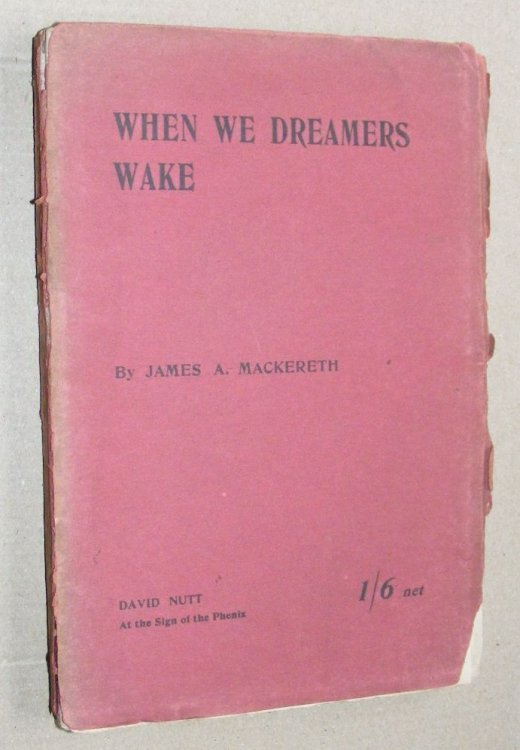 WHEN WE DREAMERS
WAKE
By JAMES A. MACKERETH
DAVID NUTT
At the Sign of the Phenix
1/6 net